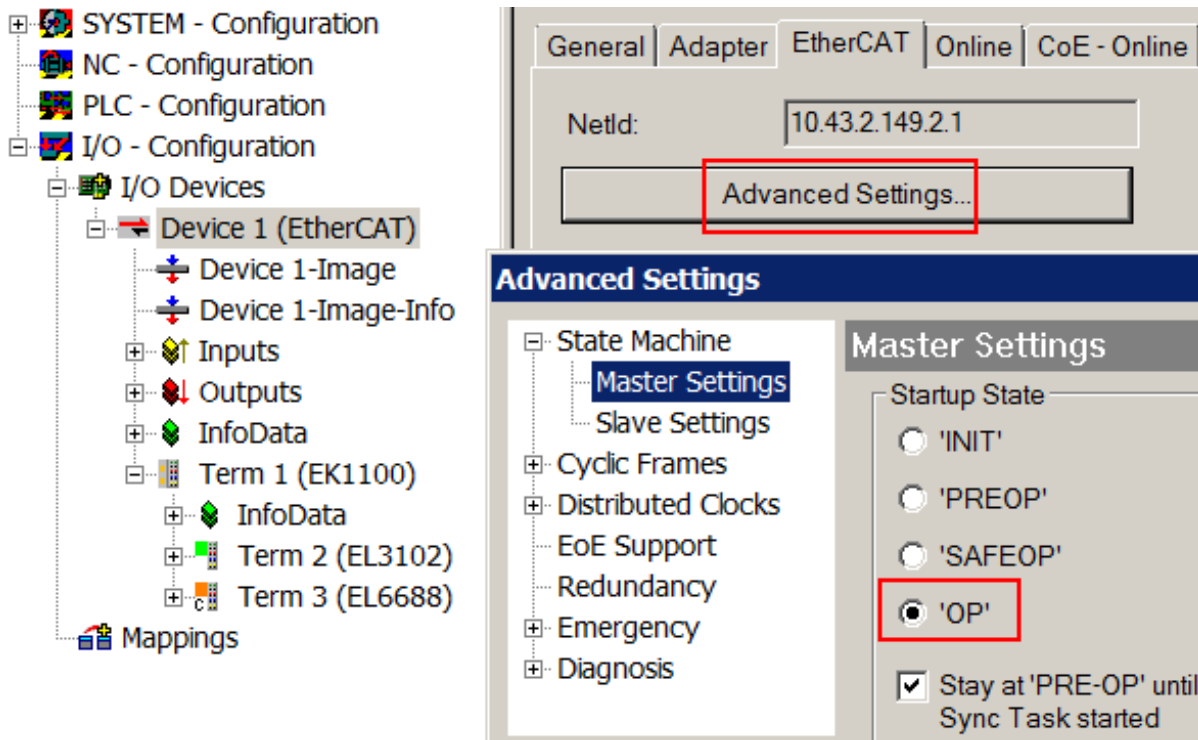 SYSTEM - Configuration
NC - Configuration
PLC - Configuration
I/O - Configuration
I/O Devices
Device 1 (EtherCAT)
Device 1-Image
Device 1-Image-Info
Inputs
Outputs
InfoData
Term 1 (EK1100)
InfoData
Term 2 (EL3102)
C
Term 3 (EL6688)
Mappings
General Adapter EtherCAT Online CoE - Online
NetId: 10.43.2.149.2.1
Advanced Settings...
Advanced Settings
State Machine
Master Settings
Slave Settings
Cyclic Frames
Distributed Clocks
EoE Support
Redundancy
Emergency
Diagnosis
Master Settings
Startup State
'INIT'
'PREOP'
'SAFEOP'
'OP'
Stay at 'PRE-OP' until
Sync Task started